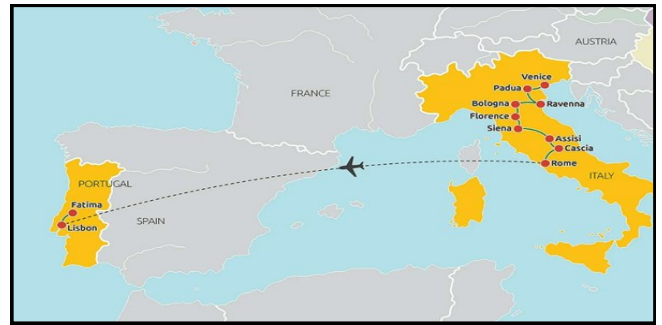 AUSTRIA
Venice
Padua
FRANCE
Bologna
Ravenna
Florence
Siena
Assisi
Cascia
Rome
ITALY
PORTUGAL
Fatima
SPAIN
Lisbon